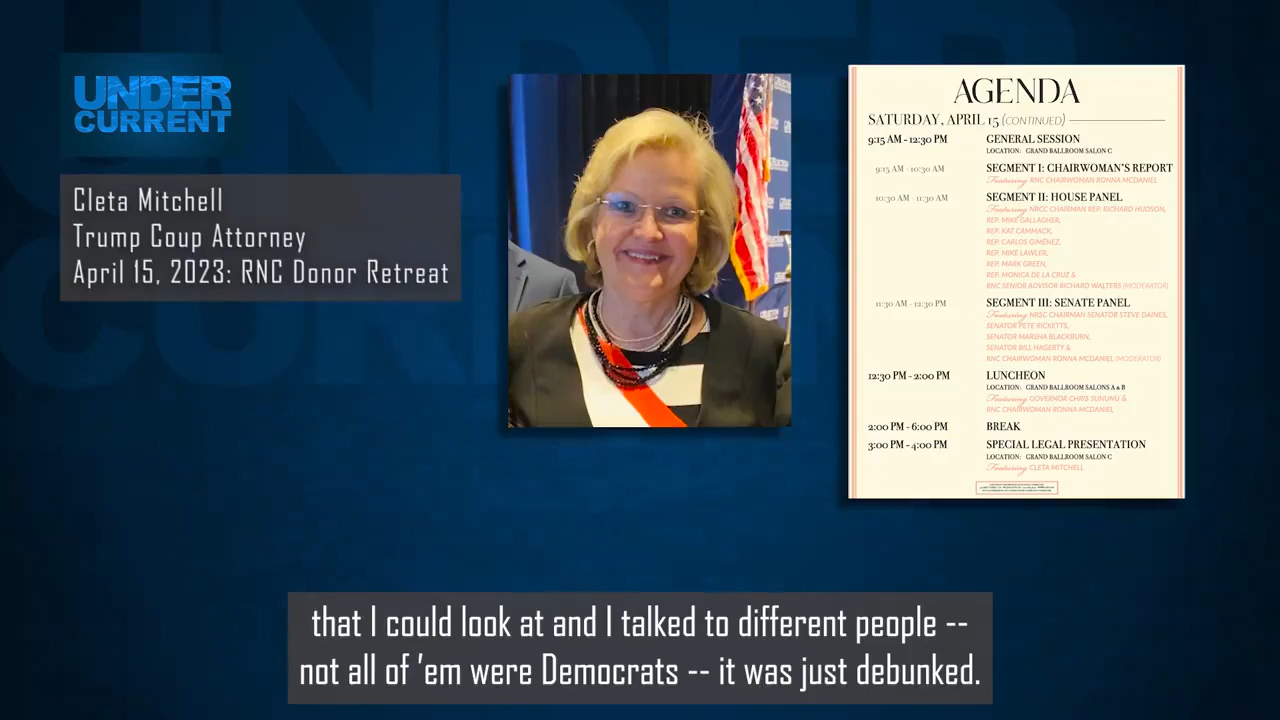 UNDER
CURRENT
Cleta Mitchell
Trump Coup Attorney
April 15, 2023: RNC Donor Retreat
AGENDA
SATURDAY, APRIL 15 (CONTINUED)
9:15 AM - 12:30 PM GENERAL SESSION
LOCATION: GRAND BALLROOM SALON C
9:15 AM - 10:30 AM SEGMENT I: CHAIRWOMAN'S REPORT
Featuring RNC CHAIRWOMAN RONNA MCDANIEL
10:30 AM - 11:30 AM SEGMENT II: HOUSE PANEL
Featuring NRCC CHAIRMAN REP. RICHARD HUDSON,
REP. MIKE GALLAGHER,
REP. KAT CAMMACK,
REP. CARLOS GIMÉNEZ,
REP. MIKE LAWLER,
REP. MARK GREEN,
REP. MONICA DE LA CRUZ &
RNC SENIOR ADVISOR RICHARD WALTERS (MODERATOR)
11:30 AM - 12:30 PM SEGMENT III: SENATE PANEL
Featuring NRSC CHAIRMAN SENATOR STEVE DAINES,
SENATOR PETE RICKETTS,
SENATOR MARSHA BLACKBURN,
SENATOR BILL HAGERTY &
RNC CHAIRWOMAN RONNA MCDANIEL (MODERATOR)
12:30 PM - 2:00 PM LUNCHEON
LOCATION: GRAND BALLROOM SALONS A & B
Featuring GOVERNOR CHRIS SUNUNU &
RNC CHAIRWOMAN RONNA MCDANIEL
2:00 PM - 6:00 PM BREAK
3:00 PM - 4:00 PM SPECIAL LEGAL PRESENTATION
LOCATION: GRAND BALLROOM SALON C
Featuring CLETA MITCHELL
that I could look at and I talked to different people --
not all of 'em were Democrats -- it was just debunked.